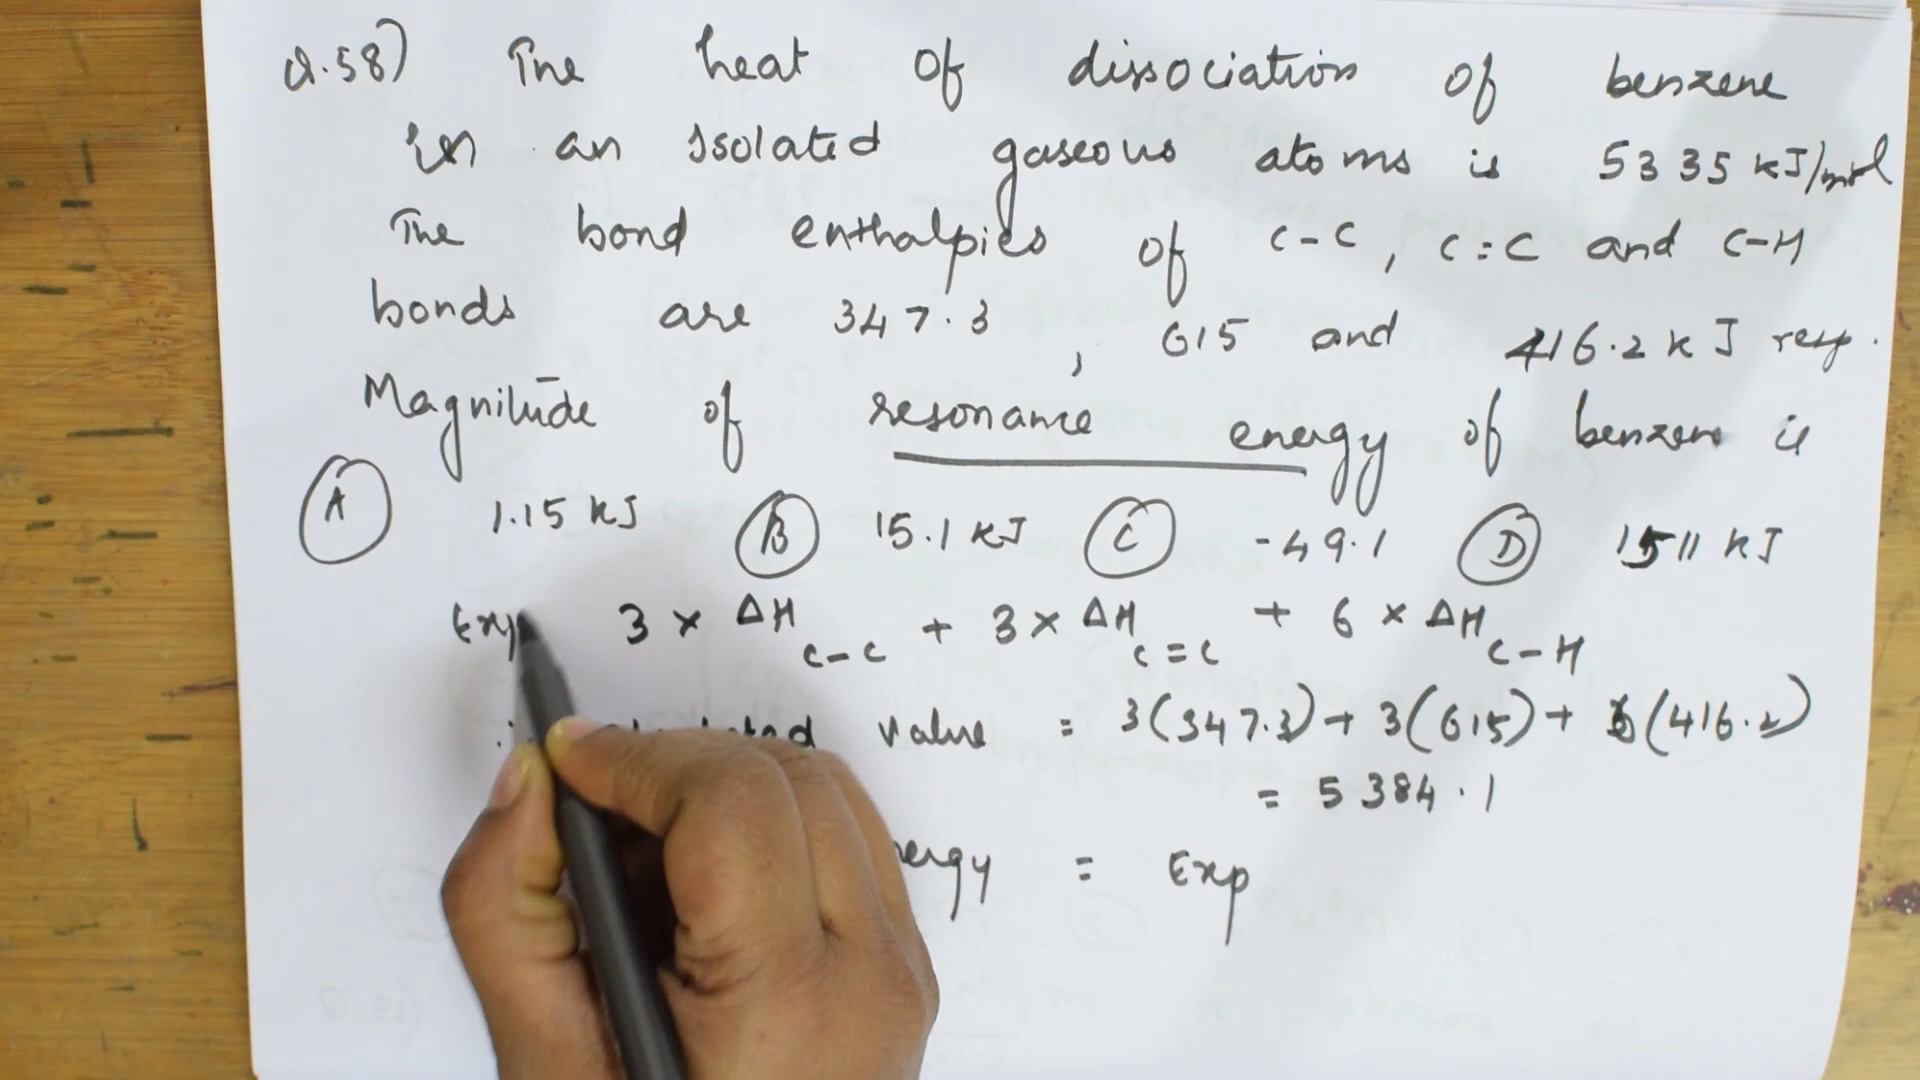 Q.58) The heat of dissociation of benzene
in an isolated gaseous atoms is 5335 kJ/mol
The bond enthalpies of C-C, C=C and C-H
bonds are 347.3, 615 and 416.2 kJ resp.
Magnitude of resonance energy of benzene is
A 1.15 kJ B 15.1 kJ C -49.1 D 1511 kJ
Exp 3 × ΔH C-C + 3 × ΔH C=C + 6 × ΔH C-H
value = 3(347.3) + 3(615) + 6(416.2)
= 5384.1
= Exp